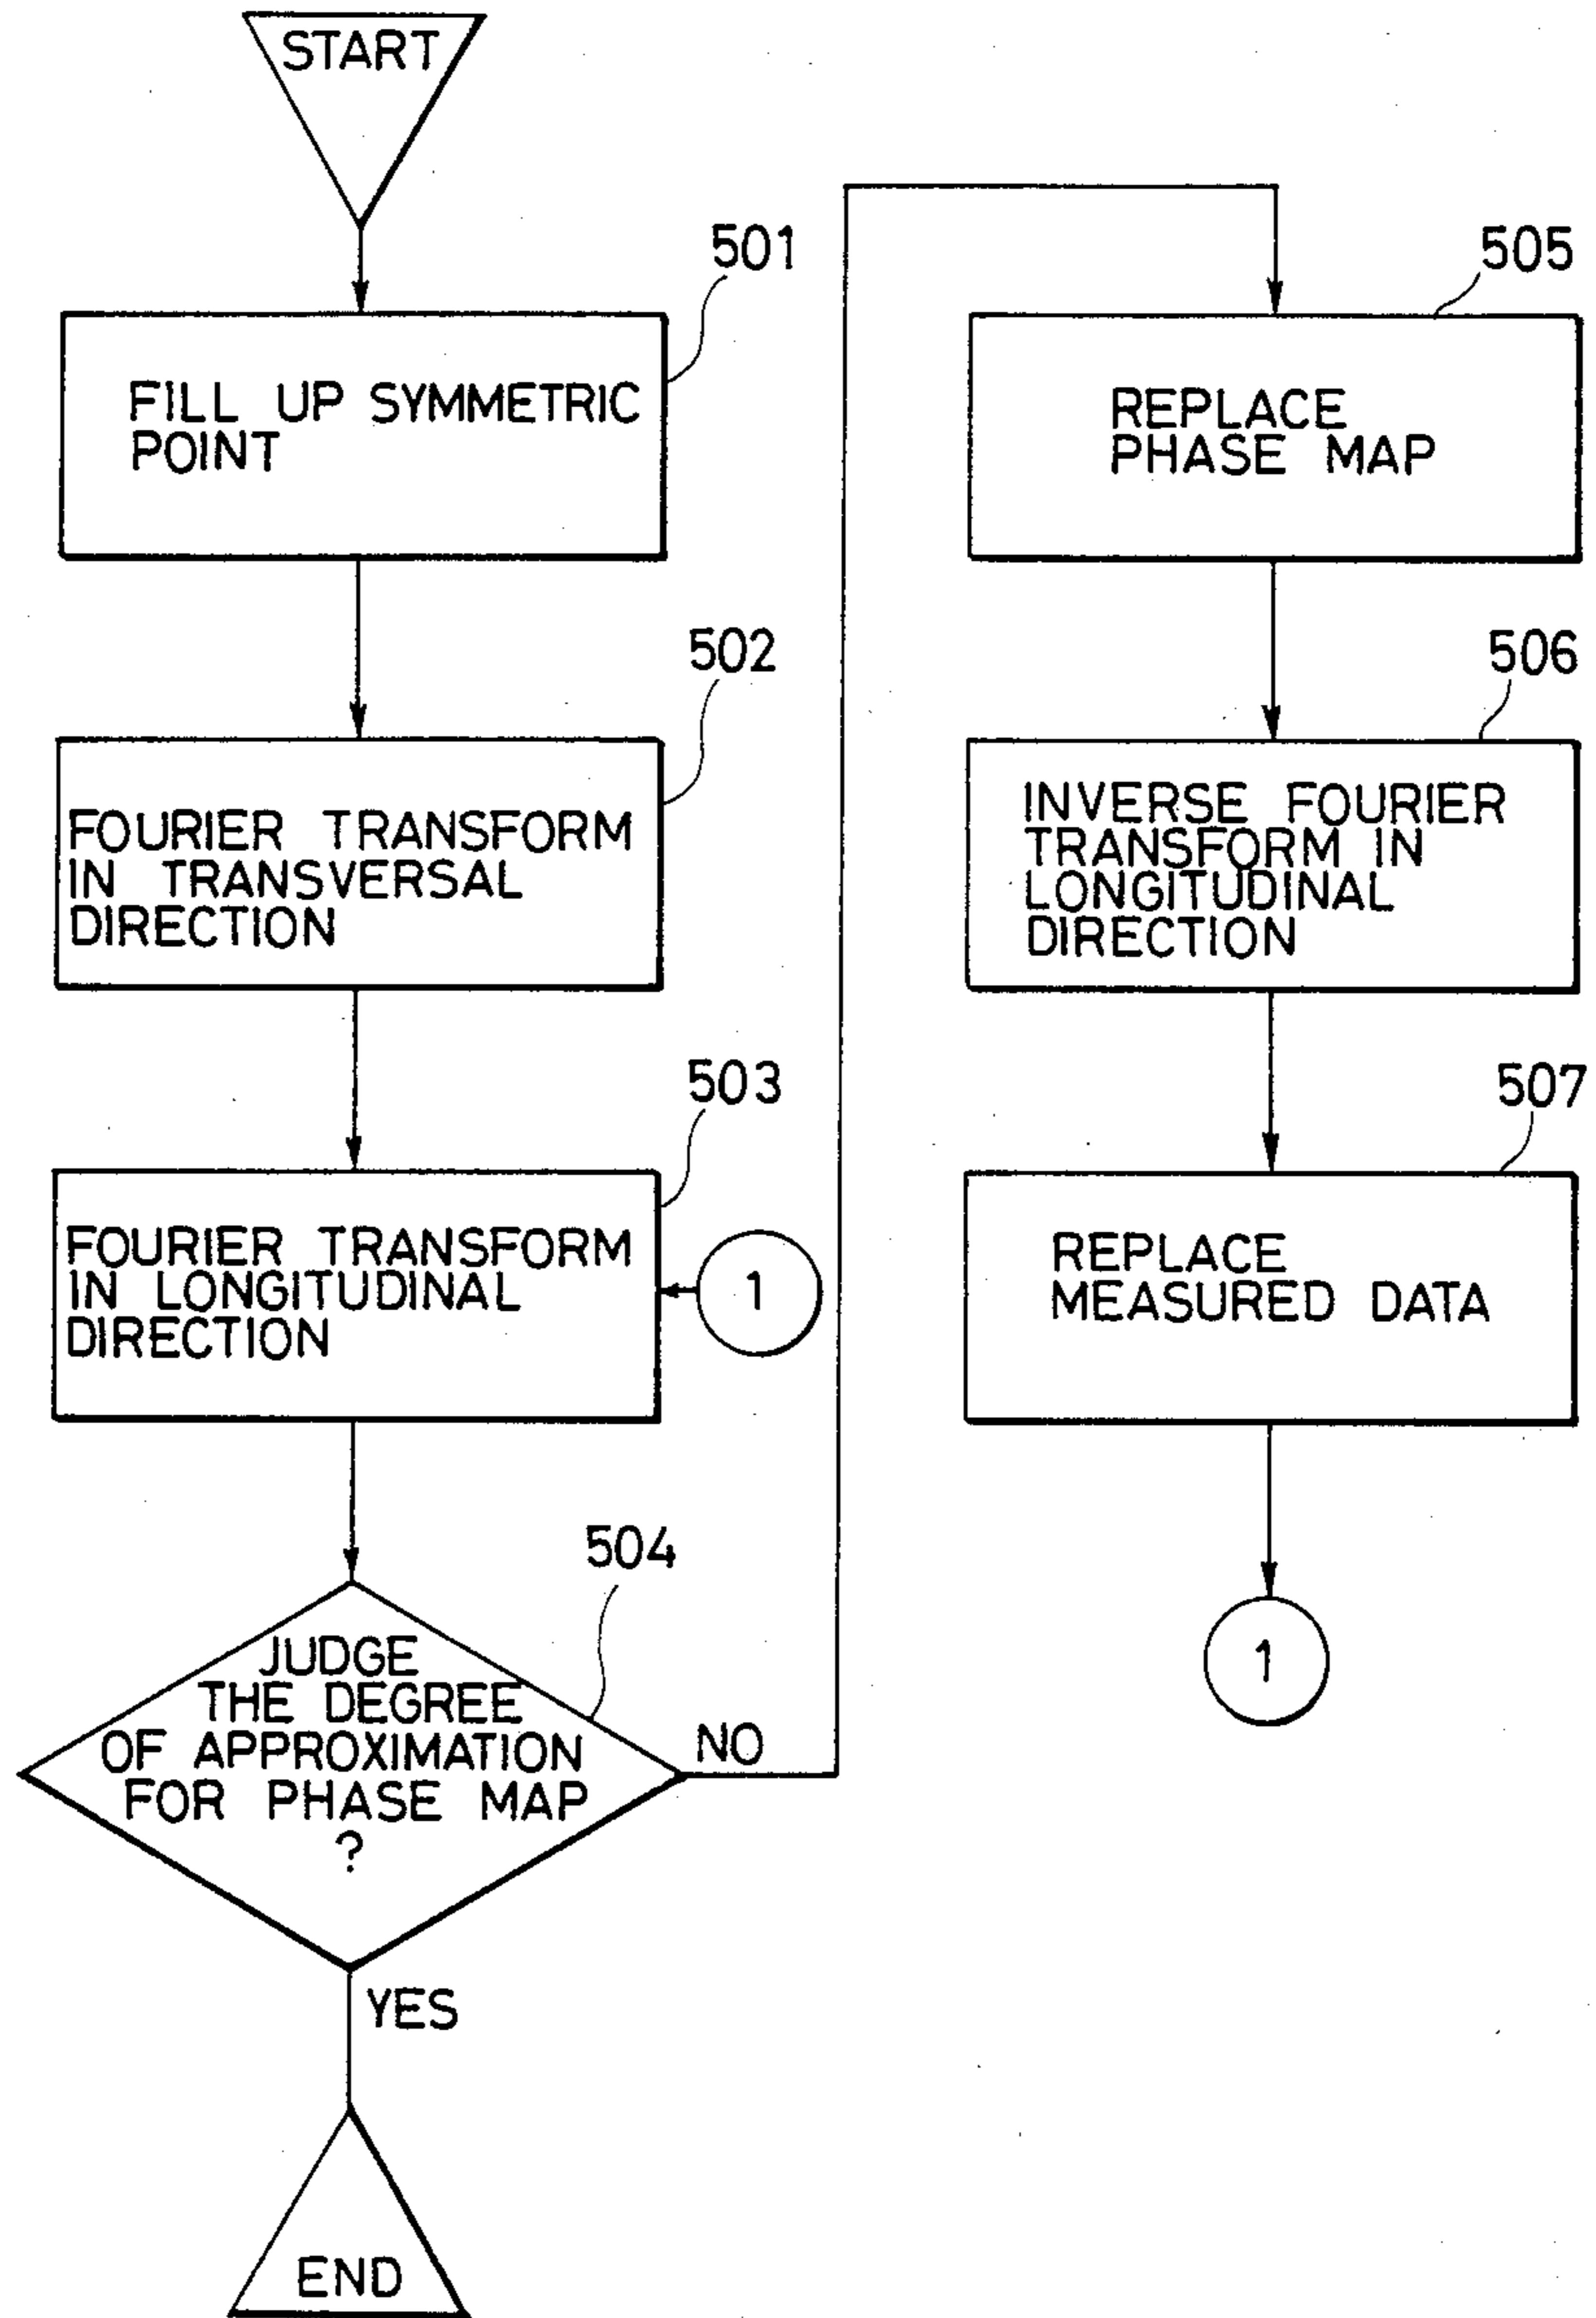 START
501
FILL UP SYMMETRIC
POINT
502
FOURIER TRANSFORM
IN TRANSVERSAL
DIRECTION
503
FOURIER TRANSFORM
IN LONGITUDINAL
DIRECTION
1
504
JUDGE
THE DEGREE
OF APPROXIMATION
FOR PHASE MAP
?
NO
YES
END
505
REPLACE
PHASE MAP
506
INVERSE FOURIER
TRANSFORM IN
LONGITUDINAL
DIRECTION
507
REPLACE
MEASURED DATA
1